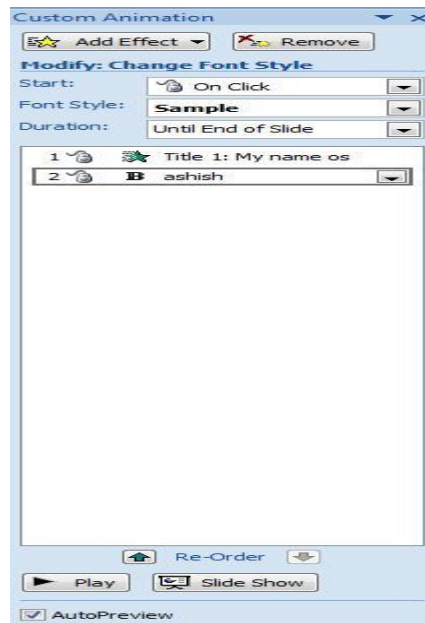 Custom Animation
Add Effect Remove
Modify: Change Font Style
Start: On Click
Font Style: Sample
Duration: Until End of Slide
1 Title 1: My name os
2 B ashish
Re-Order
Play Slide Show
AutoPreview